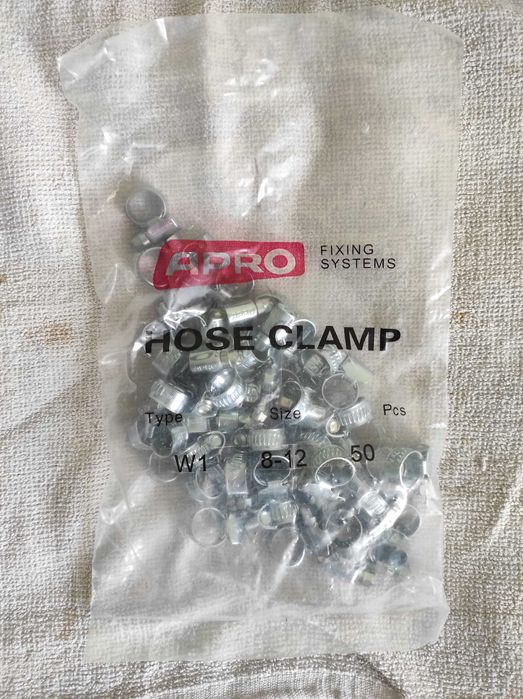 APRO
FIXING
SYSTEMS
HOSE CLAMP
Type Size Pcs
W1 8-12 50